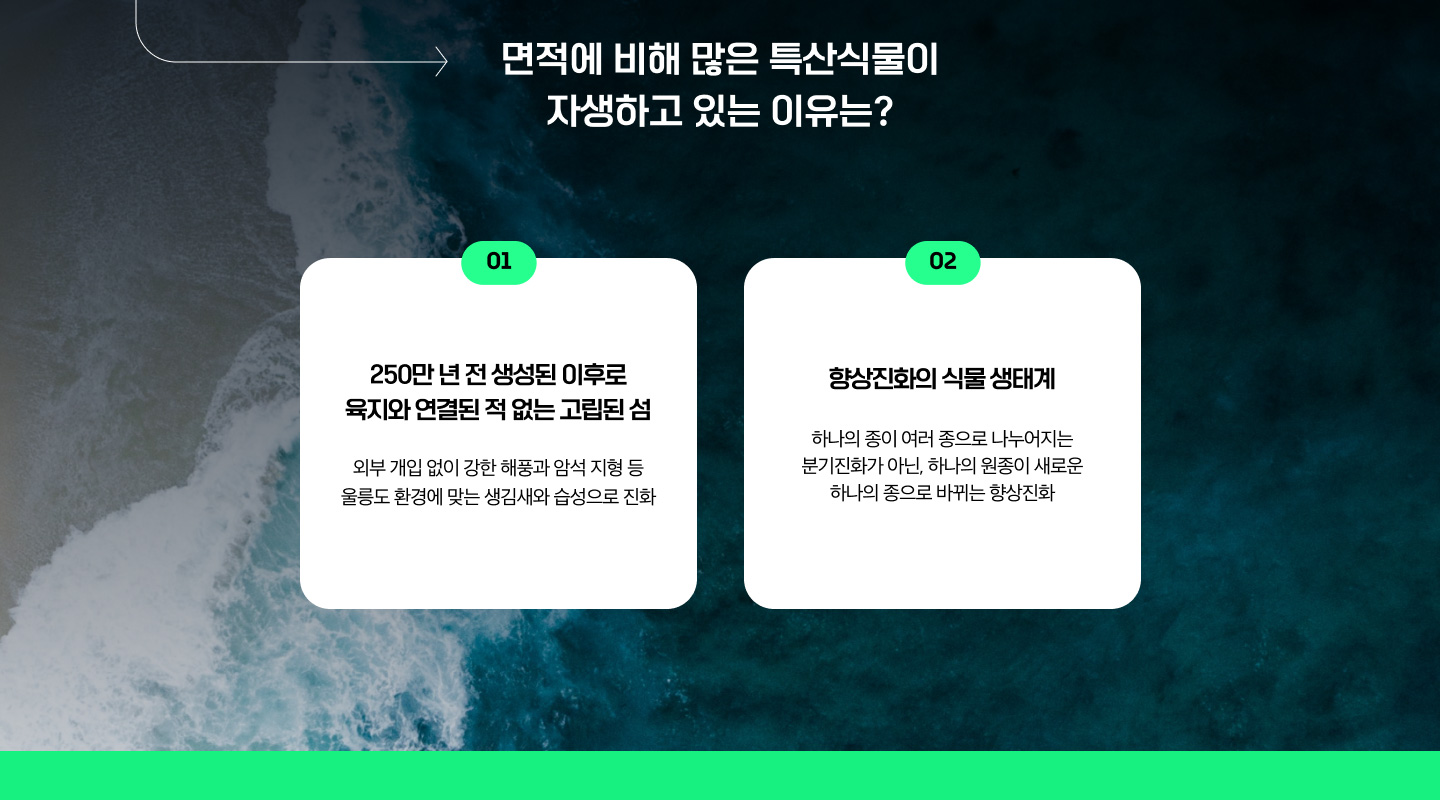 면적에 비해 많은 특산식물이
자생하고 있는 이유는?
01
250만 년 전 생성된 이후로
육지와 연결된 적 없는 고립된 섬
외부 개입 없이 강한 해풍과 암석 지형 등
울릉도 환경에 맞는 생김새와 습성으로 진화
02
향상진화의 식물 생태계
하나의 종이 여러 종으로 나누어지는
분기진화가 아닌, 하나의 원종이 새로운
하나의 종으로 바뀌는 향상진화